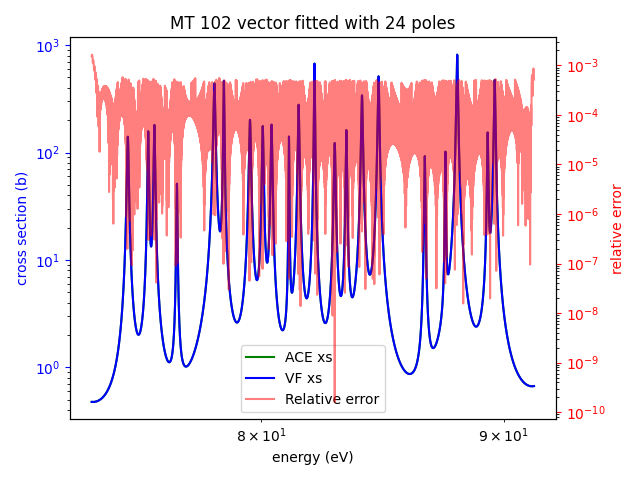 MT 102 vector fitted with 24 poles
10³
10²
10¹
10⁰
cross section (b)
10⁻³
10⁻⁴
10⁻⁵
10⁻⁶
10⁻⁷
10⁻⁸
10⁻⁹
10⁻¹⁰
relative error
ACE xs
VF xs
Relative error
8 × 10¹
9 × 10¹
energy (eV)